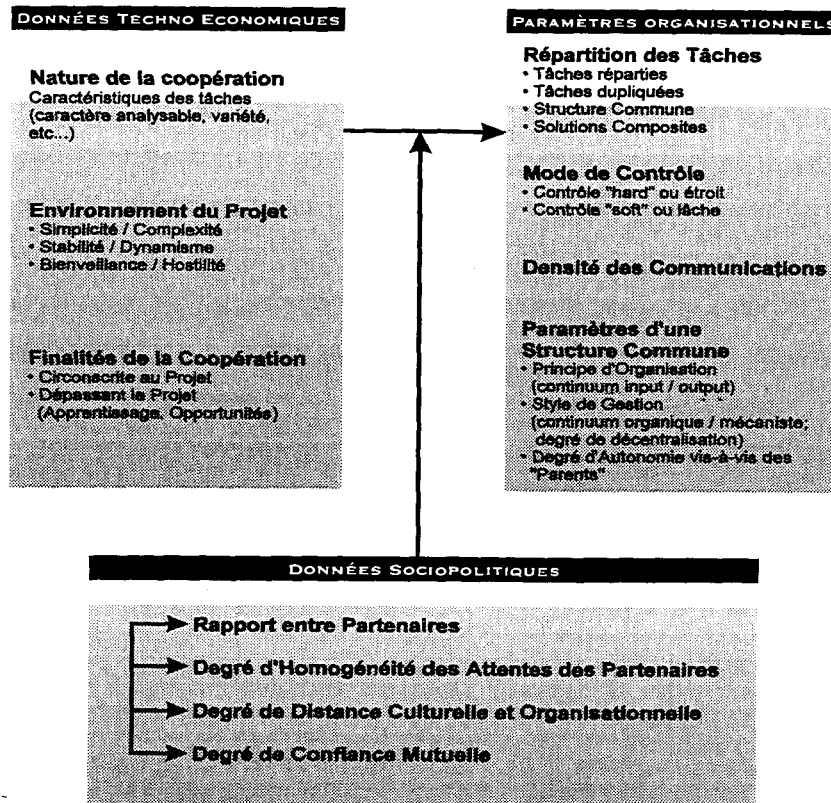 DONNÉES TECHNO ECONOMIQUES
Nature de la coopération
Caractéristiques des tâches
(caractère analysable, variété,
etc...)
Environnement du Projet
• Simplicité / Complexité
• Stabilité / Dynamisme
• Bienveillance / Hostilité
Finalités de la Coopération
• Circonscrite au Projet
• Dépassant le Projet
(Apprentissage, Opportunités)
PARAMÈTRES ORGANISATIONNELS
Répartition des Tâches
• Tâches réparties
• Tâches dupliquées
• Structure Commune
• Solutions Composites
Mode de Contrôle
• Contrôle "hard" ou étroit
• Contrôle "soft" ou lâche
Densité des Communications
Paramètres d'une
Structure Commune
• Principe d'Organisation
(continuum input / output)
• Style de Gestion
(continuum organique / mécaniste;
degré de décentralisation)
• Degré d'Autonomie vis-à-vis des
"Parents"
DONNÉES SOCIOPOLITIQUES
Rapport entre Partenaires
Degré d'Homogénéité des Attentes des Partenaires
Degré de Distance Culturelle et Organisationnelle
Degré de Confiance Mutuelle